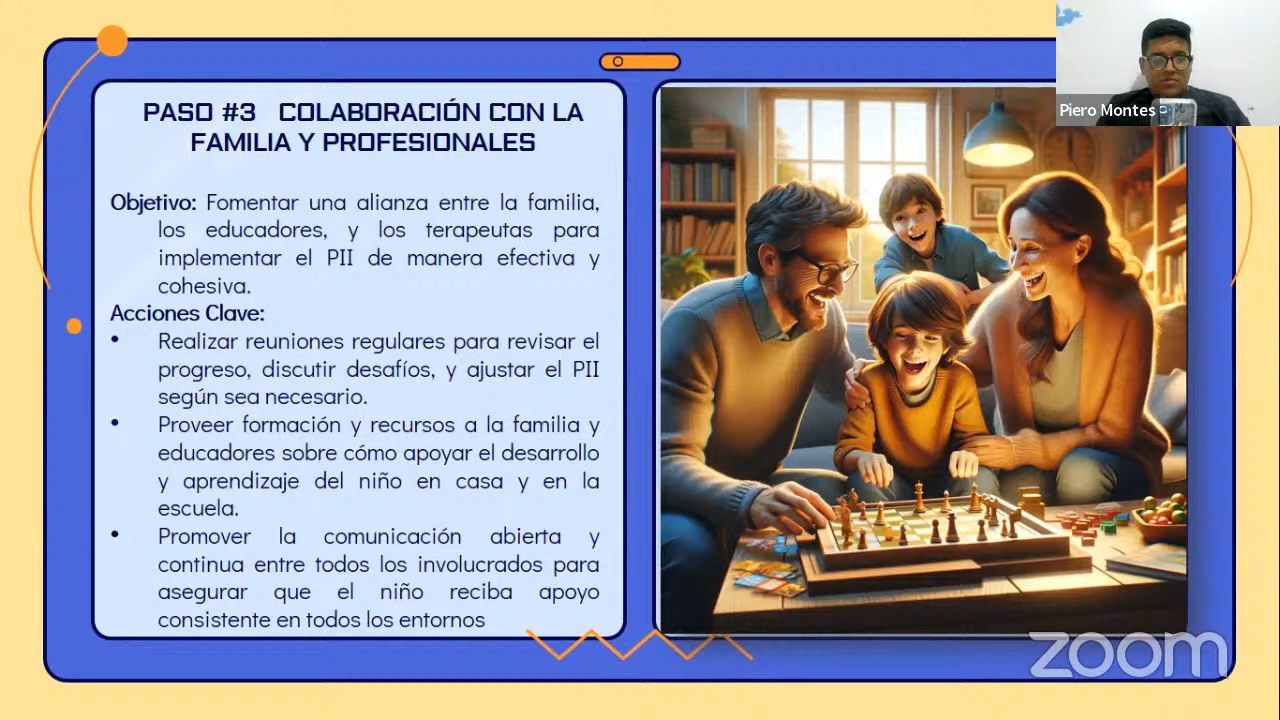 PASO #3 COLABORACIÓN CON LA
FAMILIA Y PROFESIONALES
Objetivo: Fomentar una alianza entre la familia,
los educadores, y los terapeutas para
implementar el PII de manera efectiva y
cohesiva.
Acciones Clave:
• Realizar reuniones regulares para revisar el
progreso, discutir desafíos, y ajustar el PII
según sea necesario.
• Proveer formación y recursos a la familia y
educadores sobre cómo apoyar el desarrollo
y aprendizaje del niño en casa y en la
escuela.
• Promover la comunicación abierta y
continua entre todos los involucrados para
asegurar que el niño reciba apoyo
consistente en todos los entornos
Piero Montes
zoom